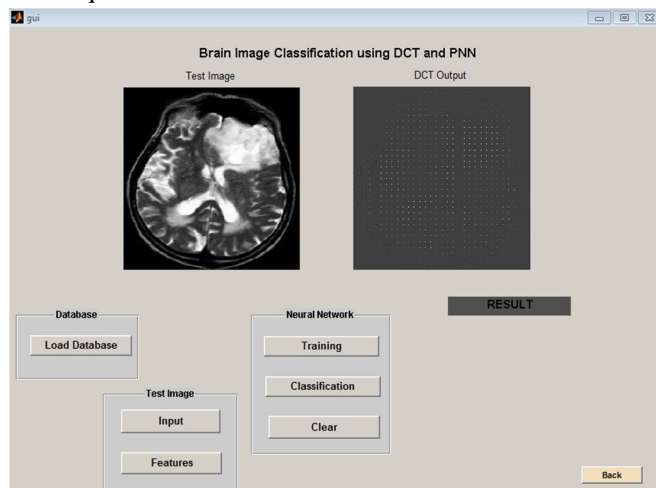 gui
Brain Image Classification using DCT and PNN
Test Image
DCT Output
RESULT
Database
Load Database
Neural Network
Training
Classification
Clear
Test Image
Input
Features
Back